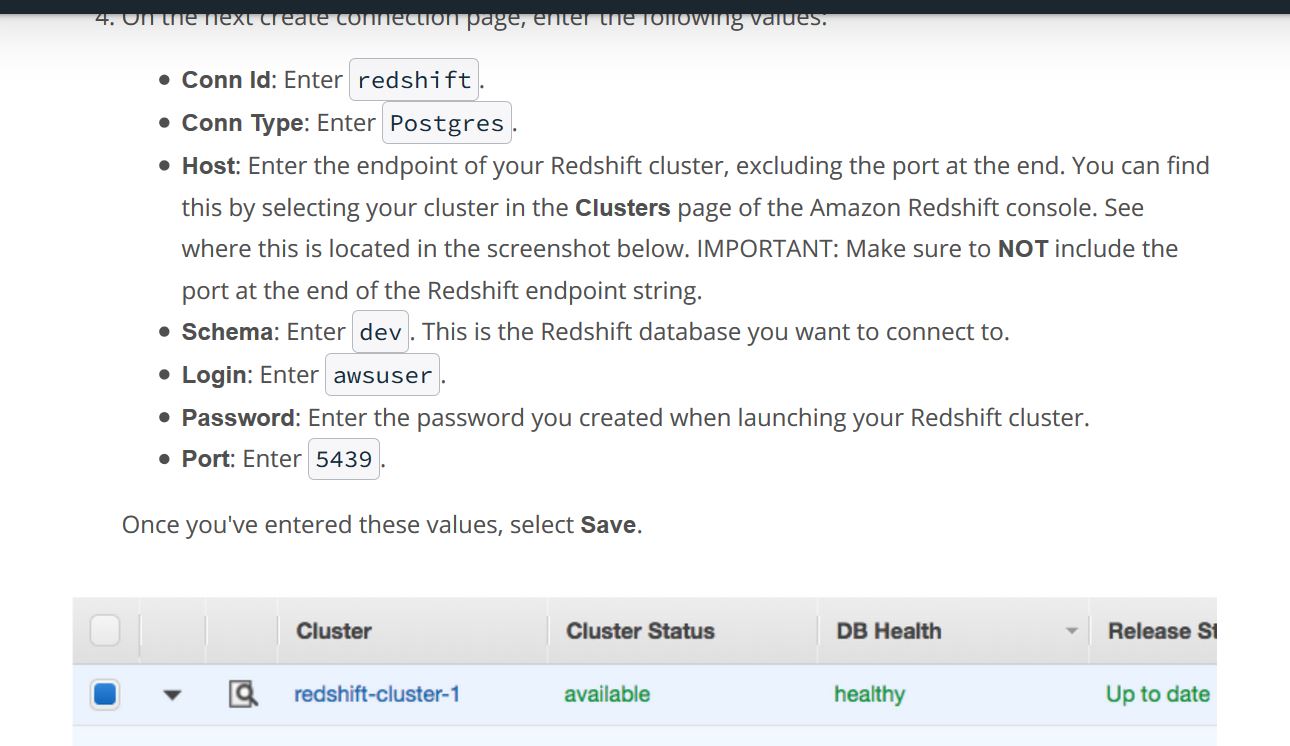 4. On the next create connection page, enter the following values:
Conn Id: Enter redshift.
Conn Type: Enter Postgres.
Host: Enter the endpoint of your Redshift cluster, excluding the port at the end. You can find
this by selecting your cluster in the Clusters page of the Amazon Redshift console. See
where this is located in the screenshot below. IMPORTANT: Make sure to NOT include the
port at the end of the Redshift endpoint string.
Schema: Enter dev. This is the Redshift database you want to connect to.
Login: Enter awsuser.
Password: Enter the password you created when launching your Redshift cluster.
Port: Enter 5439.
Once you've entered these values, select Save.
Cluster Cluster Status DB Health Release St
redshift-cluster-1 available healthy Up to date